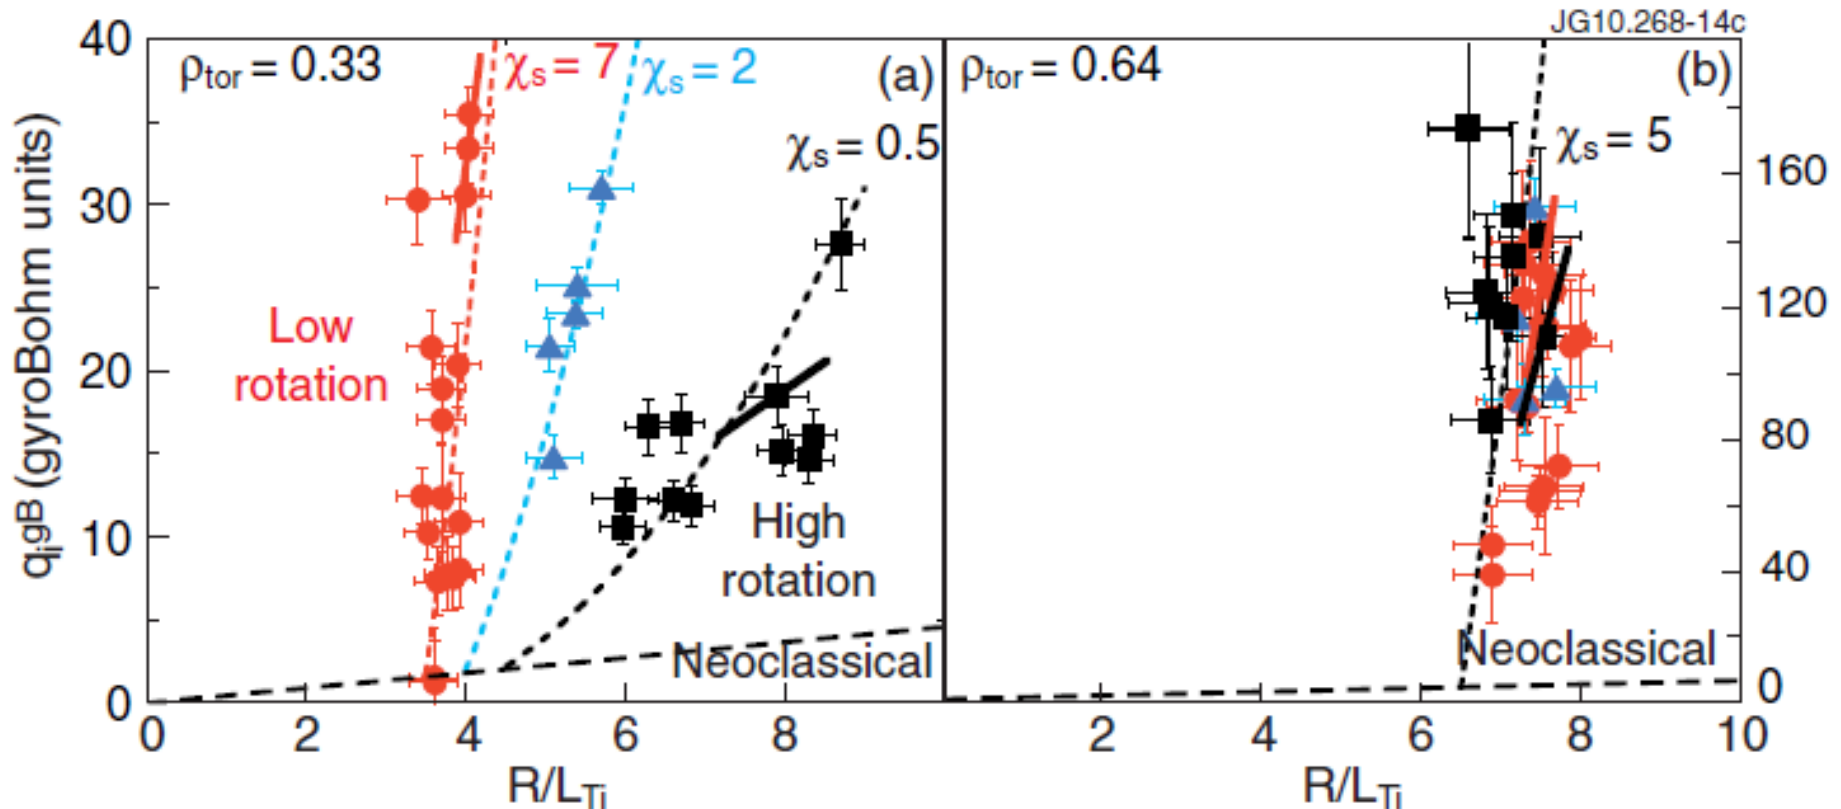 JG10.268-14c
40
ρtor = 0.33
χs = 7
χs = 2
(a)
ρtor = 0.64
(b)
χs = 0.5
χs = 5
160
30
Low
rotation
120
20
High
rotation
80
10
40
Neoclassical
Neoclassical
0
0
0 2 4 6 8
2 4 6 8 10
R/LTi
R/LTi
qigB (gyroBohm units)